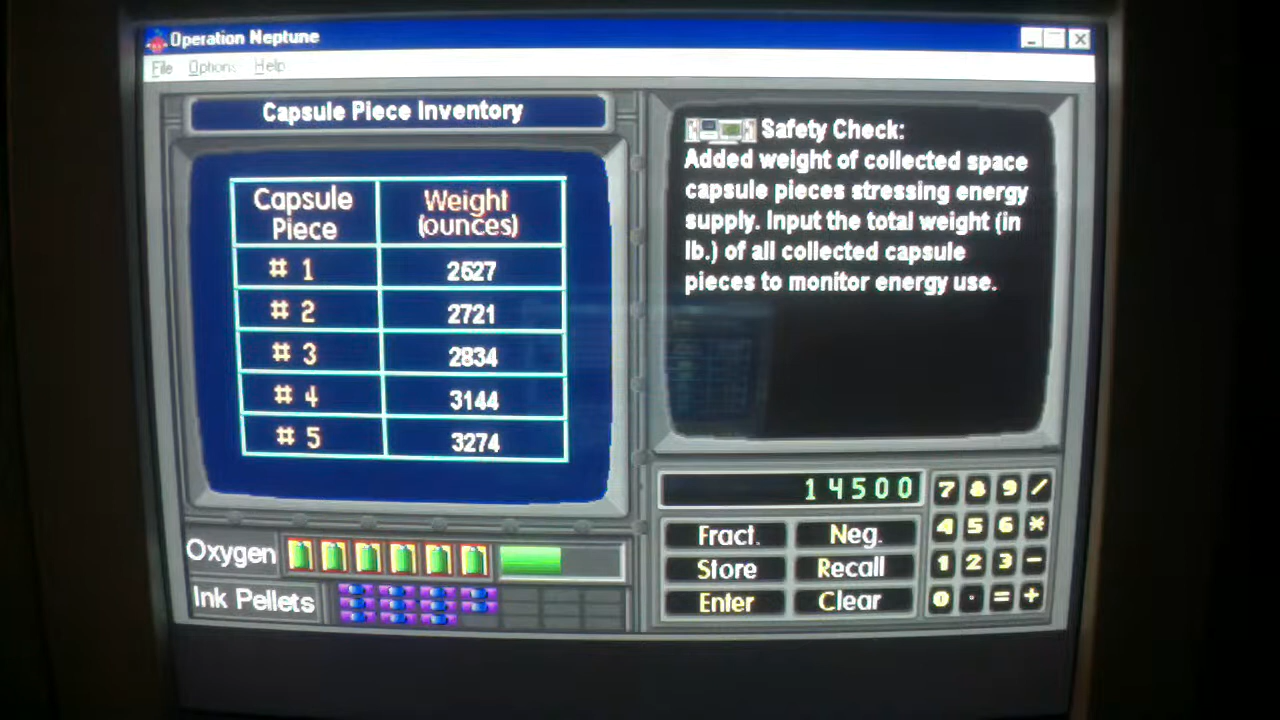 Operation Neptune
File Options Help
Capsule Piece Inventory
Capsule Piece
Weight (ounces)
# 1 2627
# 2 2721
# 3 2834
# 4 3144
# 5 3274
Safety Check:
Added weight of collected space
capsule pieces stressing energy
supply. Input the total weight (in
lb.) of all collected capsule
pieces to monitor energy use.
14500
Fract. Neg.
Store Recall
Enter Clear
7 8 9 /
4 5 6 *
1 2 3 -
0 . = +
Oxygen
Ink Pellets